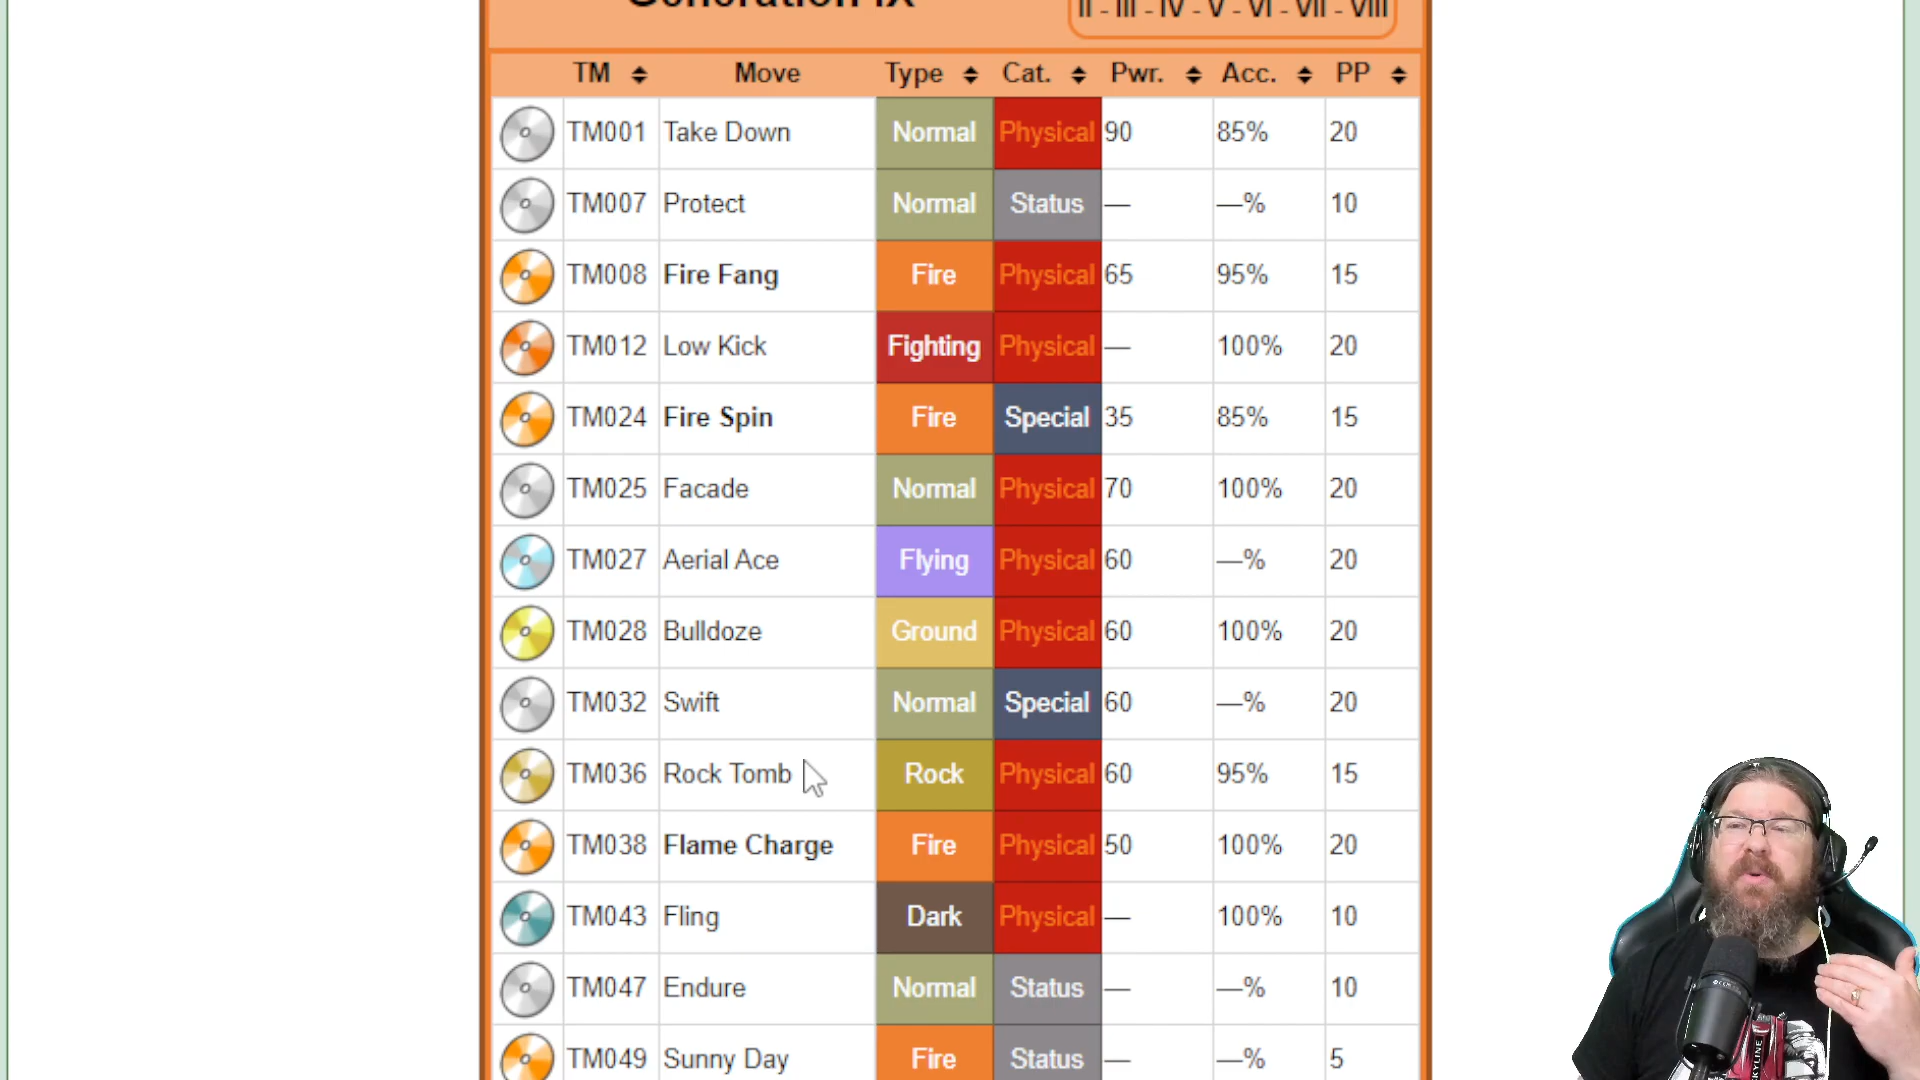 Generation IX
II - III - IV - V - VI - VII - VIII
TM Move Type Cat. Pwr. Acc. PP
TM001 Take Down Normal Physical 90 85% 20
TM007 Protect Normal Status — —% 10
TM008 Fire Fang Fire Physical 65 95% 15
TM012 Low Kick Fighting Physical — 100% 20
TM024 Fire Spin Fire Special 35 85% 15
TM025 Facade Normal Physical 70 100% 20
TM027 Aerial Ace Flying Physical 60 —% 20
TM028 Bulldoze Ground Physical 60 100% 20
TM032 Swift Normal Special 60 —% 20
TM036 Rock Tomb Rock Physical 60 95% 15
TM038 Flame Charge Fire Physical 50 100% 20
TM043 Fling Dark Physical — 100% 10
TM047 Endure Normal Status — —% 10
TM049 Sunny Day Fire Status — —% 5